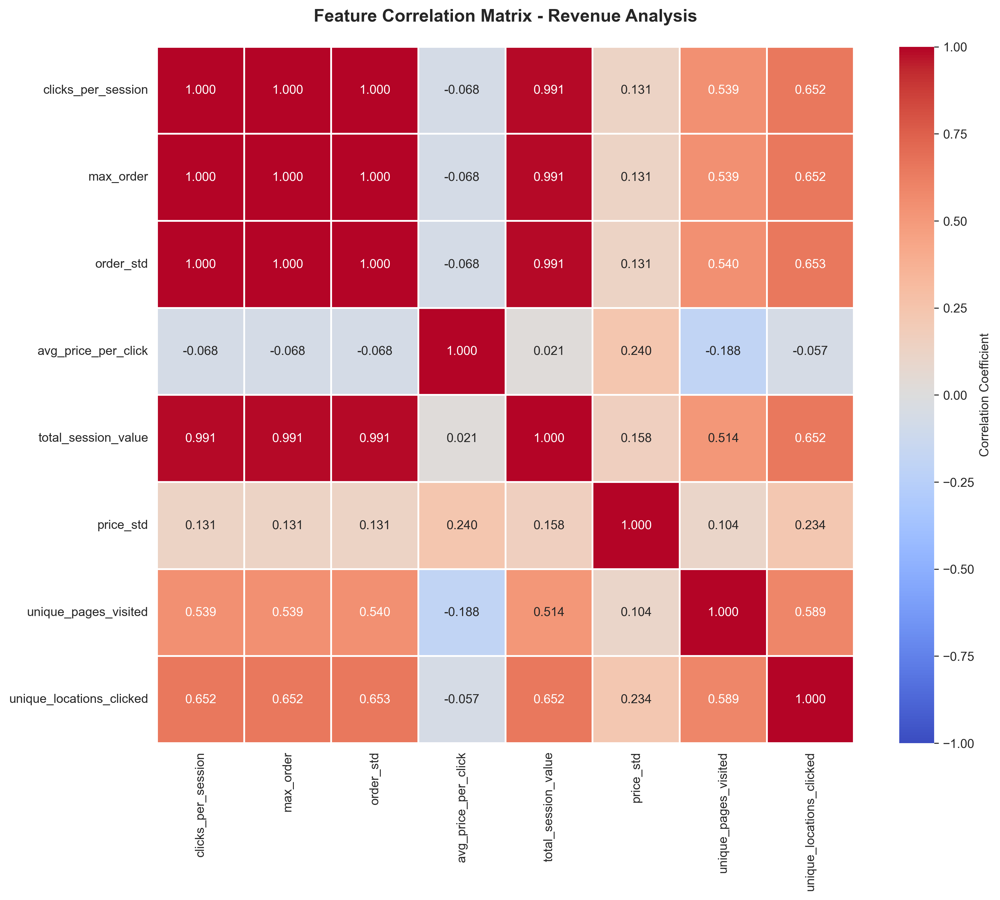 Feature Correlation Matrix - Revenue Analysis
clicks_per_session 1.000 1.000 1.000 -0.068 0.991 0.131 0.539 0.652
max_order 1.000 1.000 1.000 -0.068 0.991 0.131 0.539 0.652
order_std 1.000 1.000 1.000 -0.068 0.991 0.131 0.540 0.653
avg_price_per_click -0.068 -0.068 -0.068 1.000 0.021 0.240 -0.188 -0.057
total_session_value 0.991 0.991 0.991 0.021 1.000 0.158 0.514 0.652
price_std 0.131 0.131 0.131 0.240 0.158 1.000 0.104 0.234
unique_pages_visited 0.539 0.539 0.540 -0.188 0.514 0.104 1.000 0.589
unique_locations_clicked 0.652 0.652 0.653 -0.057 0.652 0.234 0.589 1.000
clicks_per_session
max_order
order_std
avg_price_per_click
total_session_value
price_std
unique_pages_visited
unique_locations_clicked
1.00
0.75
0.50
0.25
0.00
−0.25
−0.50
−0.75
−1.00
Correlation Coefficient